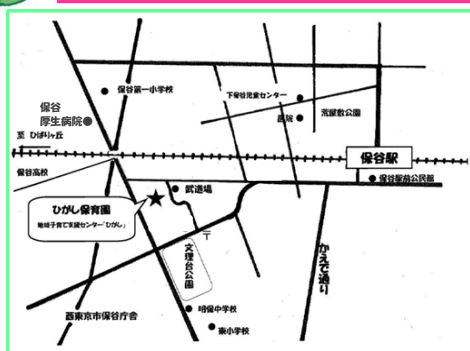 保谷第一小学校
下保谷児童センター
医院
荒屋敷公園
保谷
厚生病院
至 ひばりヶ丘
保谷駅
保谷高校
保谷駅前公民館
武道場
ひがし保育園
地域子育て支援センター「ひがし」
〒
文理台公園
かえで通り
西東京市保谷庁舎
明保中学校
東小学校